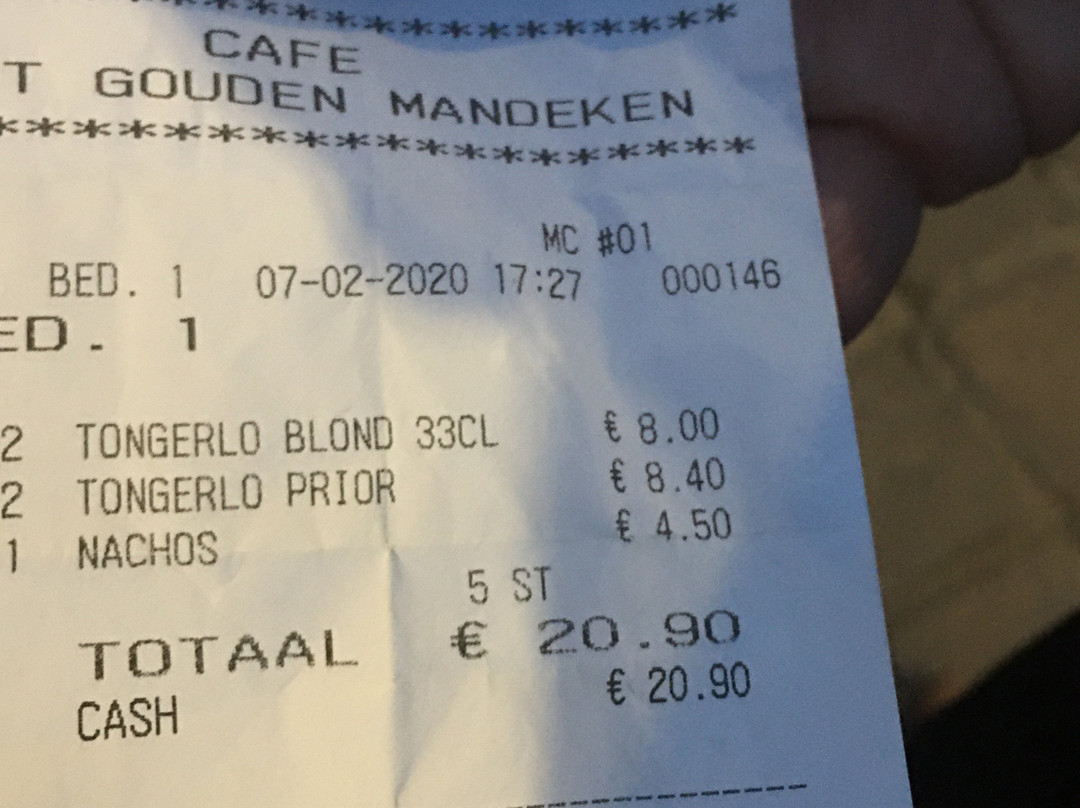 *****************
CAFE
T GOUDEN MANDEKEN
******************
MC #01
BED. 1 07-02-2020 17:27 000146
ED. 1
2 TONGERLO BLOND 33CL € 8.00
2 TONGERLO PRIOR € 8.40
1 NACHOS € 4.50
5 ST
TOTAAL € 20.90
CASH € 20.90